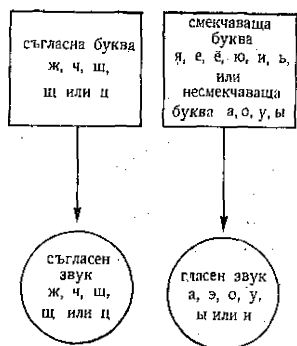 съгласна буква
ж, ч, ш,
щ или ц
смекчаваща
буква
я, е, ё, ю, и, ь,
или
несмекчаваща
буква а, о, у, ы
съгласен
звук
ж, ч, ш,
щ или ц
гласен звук
а, э, о, у,
ы или и